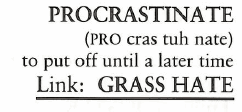 PROCRASTINATE
(PRO cras tuh nate)
to put off until a later time
Link: GRASS HATE